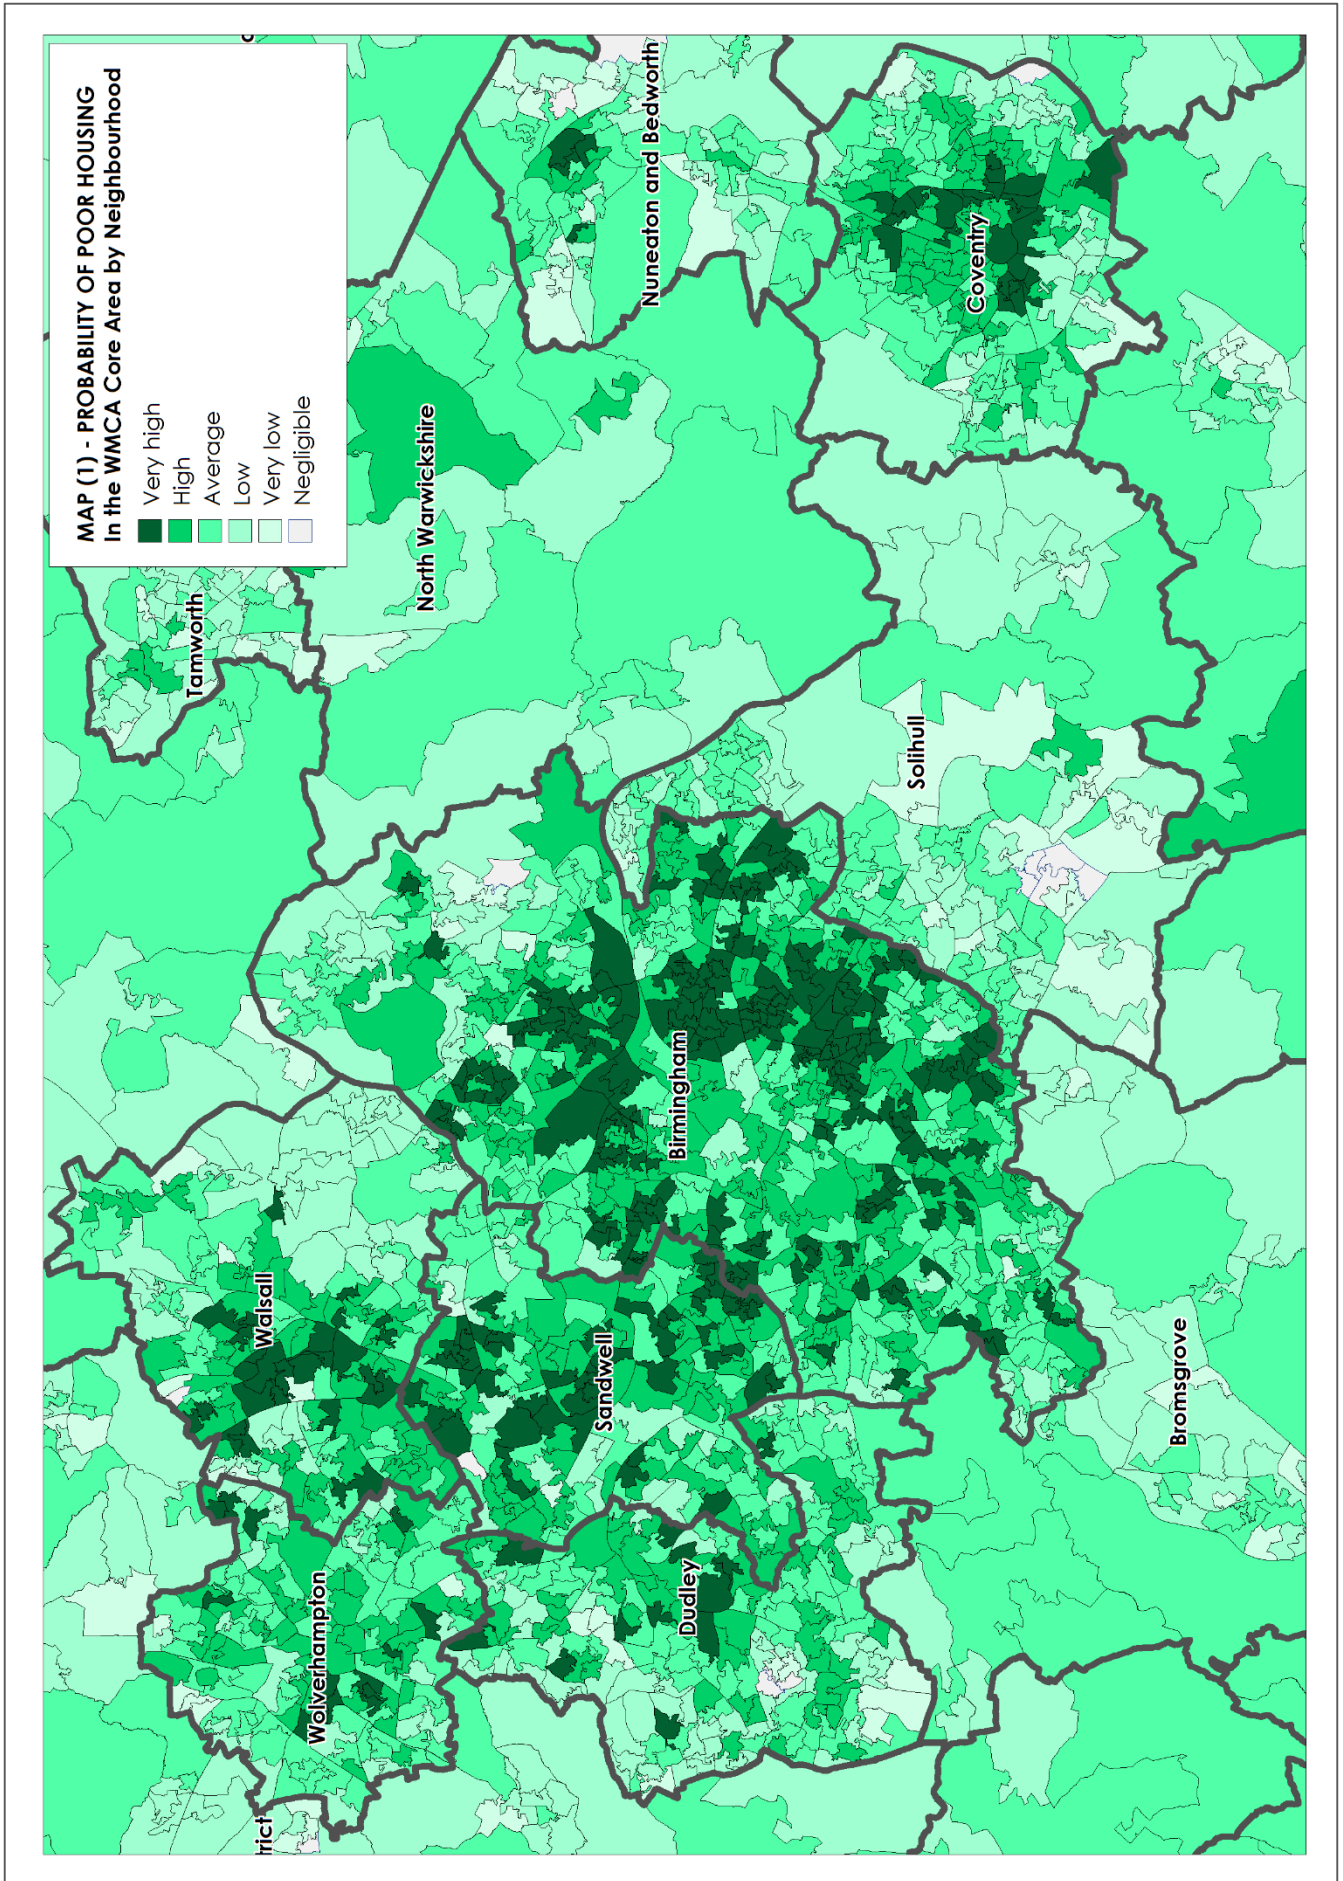 MAP (1) - PROBABILITY OF POOR HOUSING
In the WMCA Core Area by Neighbourhood
Very high
High
Average
Low
Very low
Negligible
Tamworth
North Warwickshire
Nuneaton and Bedworth
Walsall
Wolverhampton
trict
Sandwell
Birmingham
Dudley
Solihull
Coventry
Bromsgrove